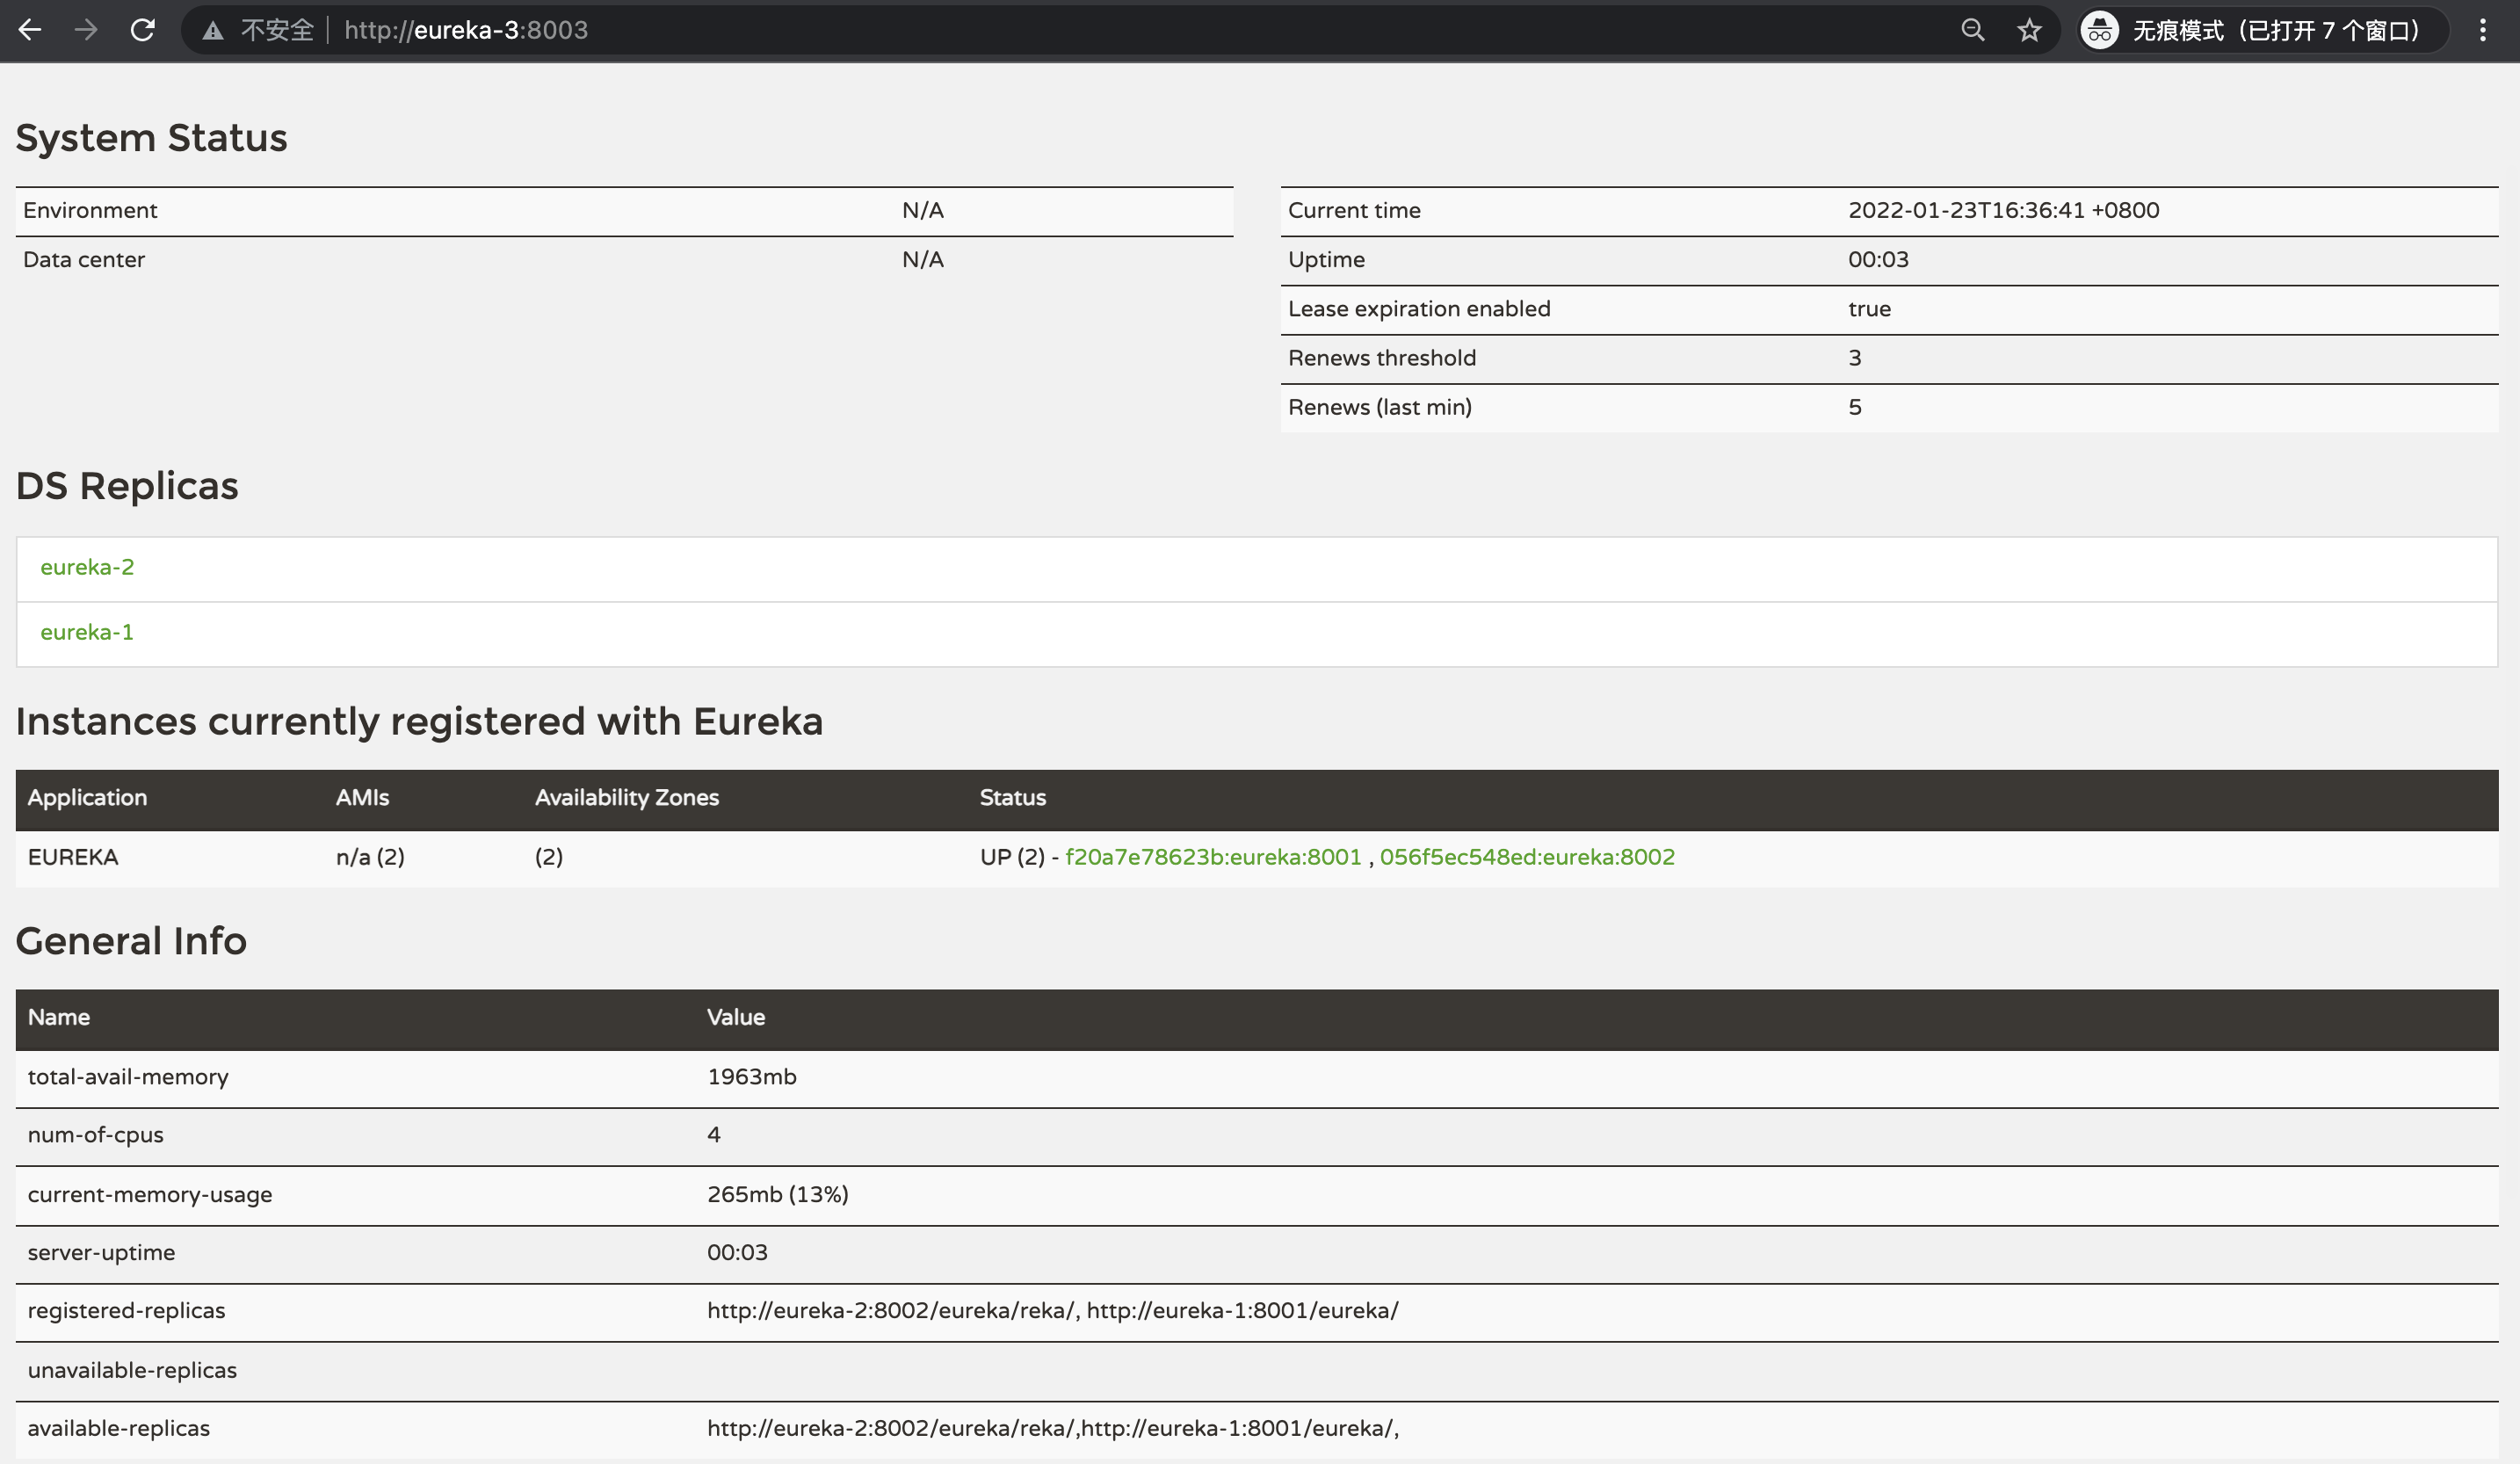 不安全 http://eureka-3:8003 无痕模式（已打开 7 个窗口）
System Status
Environment N/A
Data center N/A
Current time 2022-01-23T16:36:41 +0800
Uptime 00:03
Lease expiration enabled true
Renews threshold 3
Renews (last min) 5
DS Replicas
eureka-2
eureka-1
Instances currently registered with Eureka
Application AMIs Availability Zones Status
EUREKA n/a (2) (2) UP (2) - f20a7e78623b:eureka:8001 , 056f5ec548ed:eureka:8002
General Info
Name Value
total-avail-memory 1963mb
num-of-cpus 4
current-memory-usage 265mb (13%)
server-uptime 00:03
registered-replicas http://eureka-2:8002/eureka/reka/, http://eureka-1:8001/eureka/
unavailable-replicas
available-replicas http://eureka-2:8002/eureka/reka/,http://eureka-1:8001/eureka/,